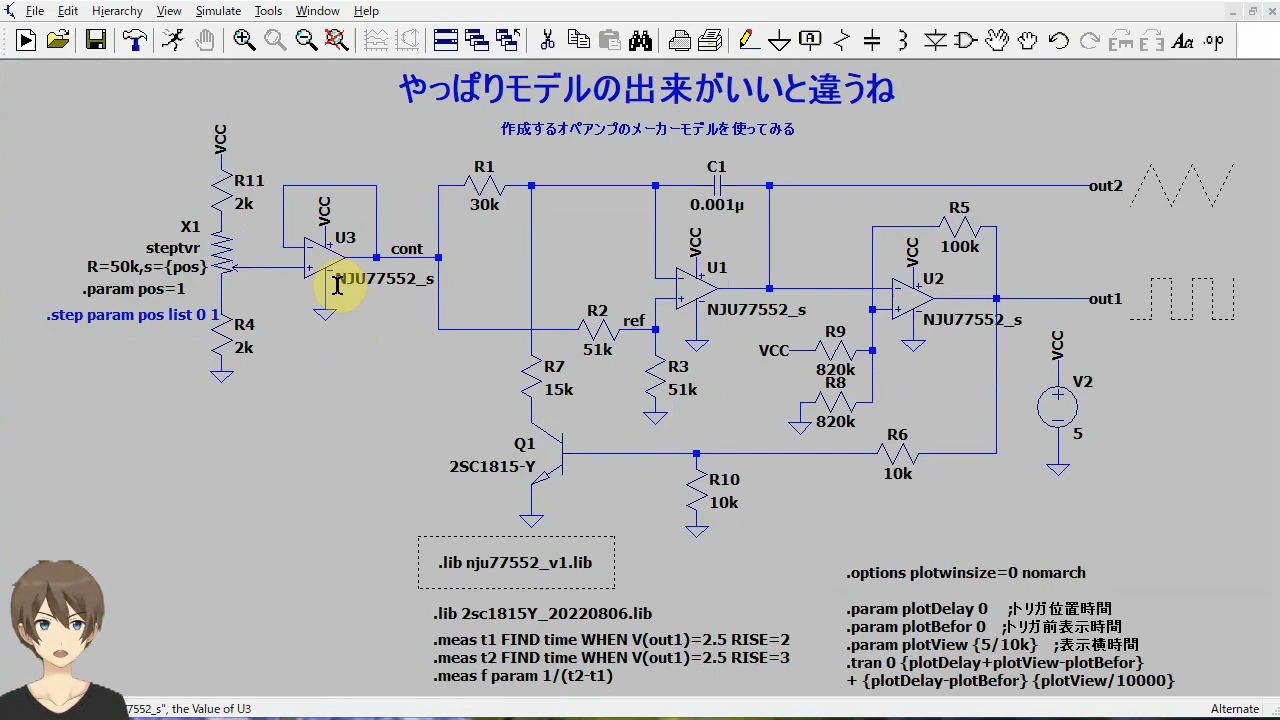 File Edit Hierarchy View Simulate Tools Window Help
.op
やっぱりモデルの出来がいいと違うね
作成するオペアンプのメーカーモデルを使ってみる
VCC
R11
2k
X1
steptvr
R=50k,s={pos}
.param pos=1
.step param pos list 0 1
R4
2k
VCC
U3
NJU77552_s
cont
R1
30k
R2
51k
ref
R3
51k
R7
15k
Q1
2SC1815-Y
C1
0.001µ
VCC
U1
NJU77552_s
VCC
R9
820k
R8
820k
VCC
U2
NJU77552_s
R5
100k
R6
10k
R10
10k
out2
out1
VCC
V2
5
.lib nju77552_v1.lib
.lib 2sc1815Y_20220806.lib
.meas t1 FIND time WHEN V(out1)=2.5 RISE=2
.meas t2 FIND time WHEN V(out1)=2.5 RISE=3
.meas f param 1/(t2-t1)
.options plotwinsize=0 nomarch
.param plotDelay 0 ;トリガ位置時間
.param plotBefor 0 ;トリガ前表示時間
.param plotView {5/10k} ;表示横時間
.tran 0 {plotDelay+plotView-plotBefor}
+ {plotDelay-plotBefor} {plotView/10000}
77552_s", the Value of U3
Alternate